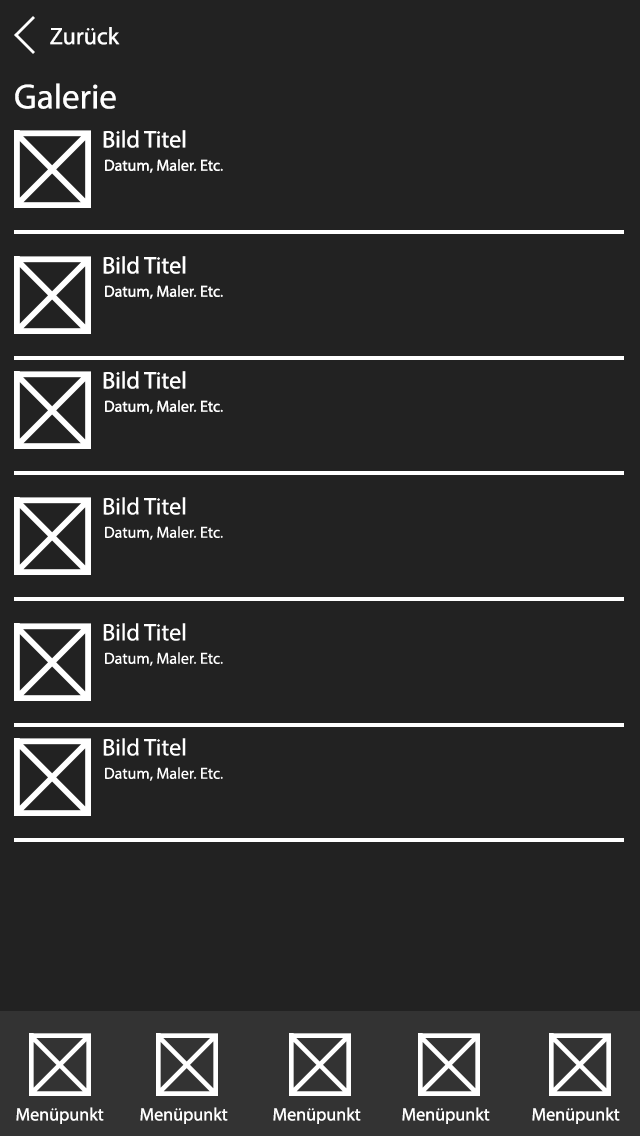 Zurück
Galerie
Bild Titel
Datum, Maler. Etc.
Bild Titel
Datum, Maler. Etc.
Bild Titel
Datum, Maler. Etc.
Bild Titel
Datum, Maler. Etc.
Bild Titel
Datum, Maler. Etc.
Bild Titel
Datum, Maler. Etc.
Menüpunkt Menüpunkt Menüpunkt Menüpunkt Menüpunkt